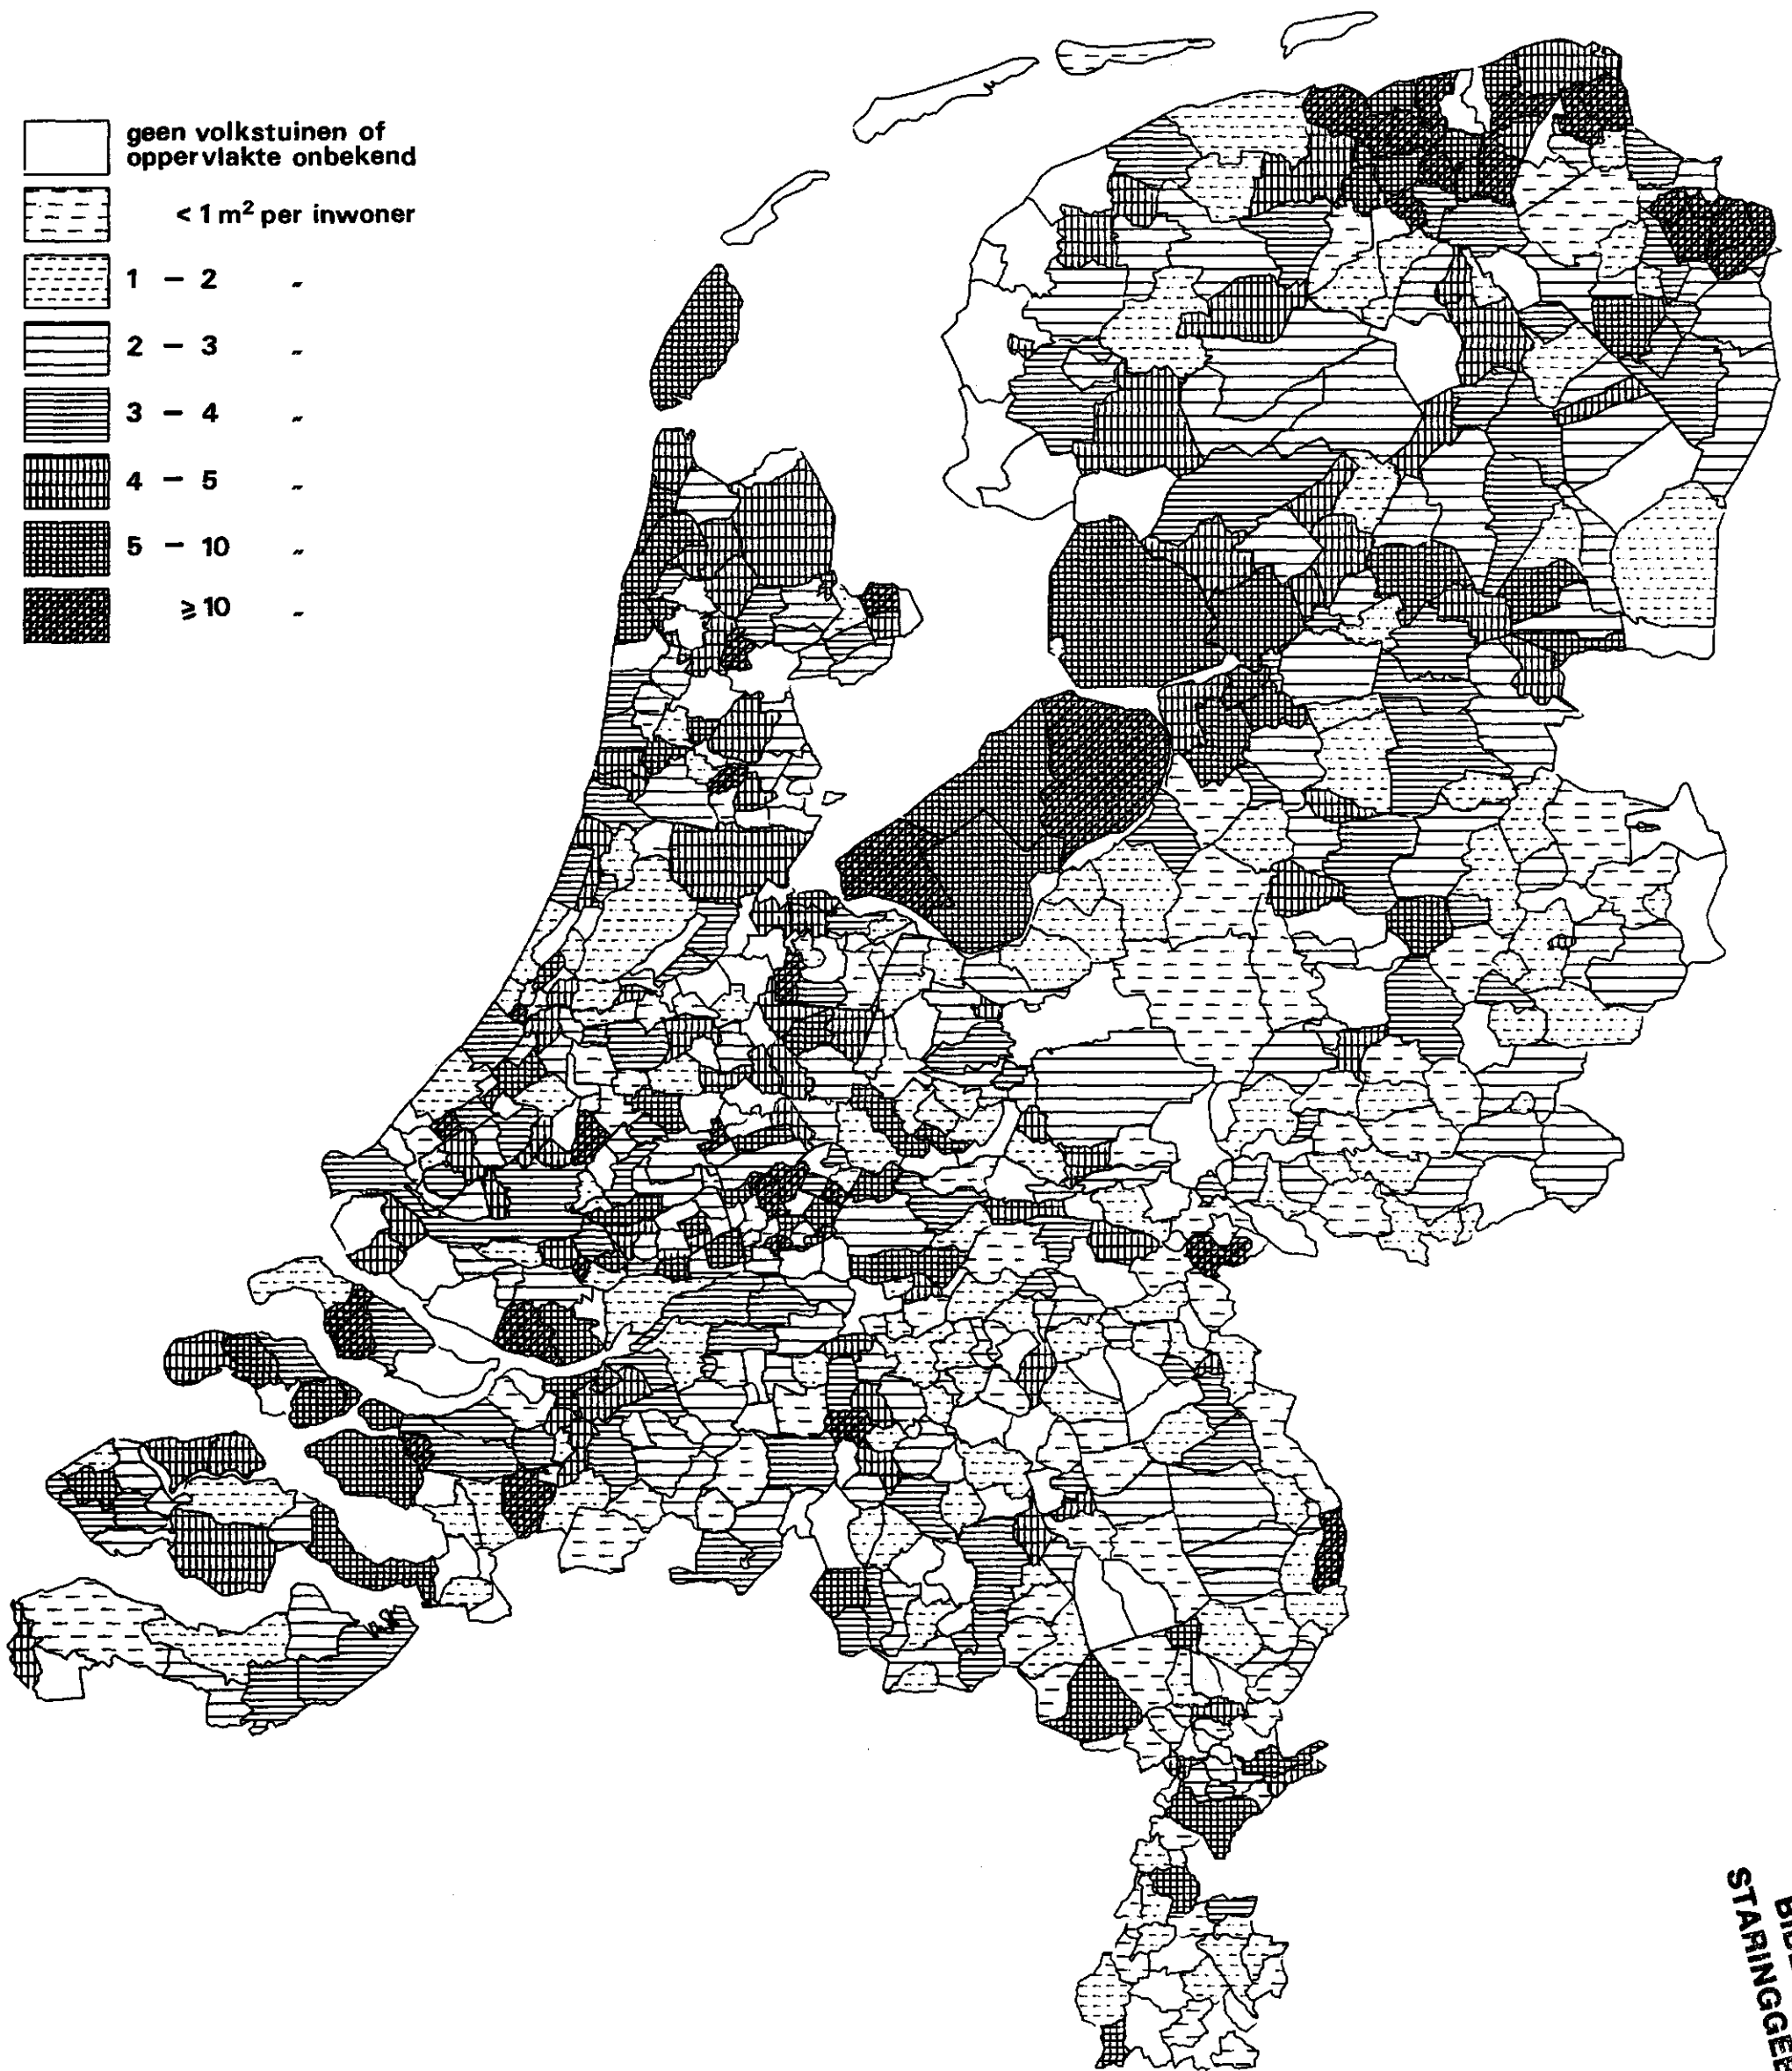 geen volkstuinen of
oppervlakte onbekend
< 1 m² per inwoner
1 – 2 „
2 – 3 „
3 – 4 „
4 – 5 „
5 – 10 „
≥ 10 „